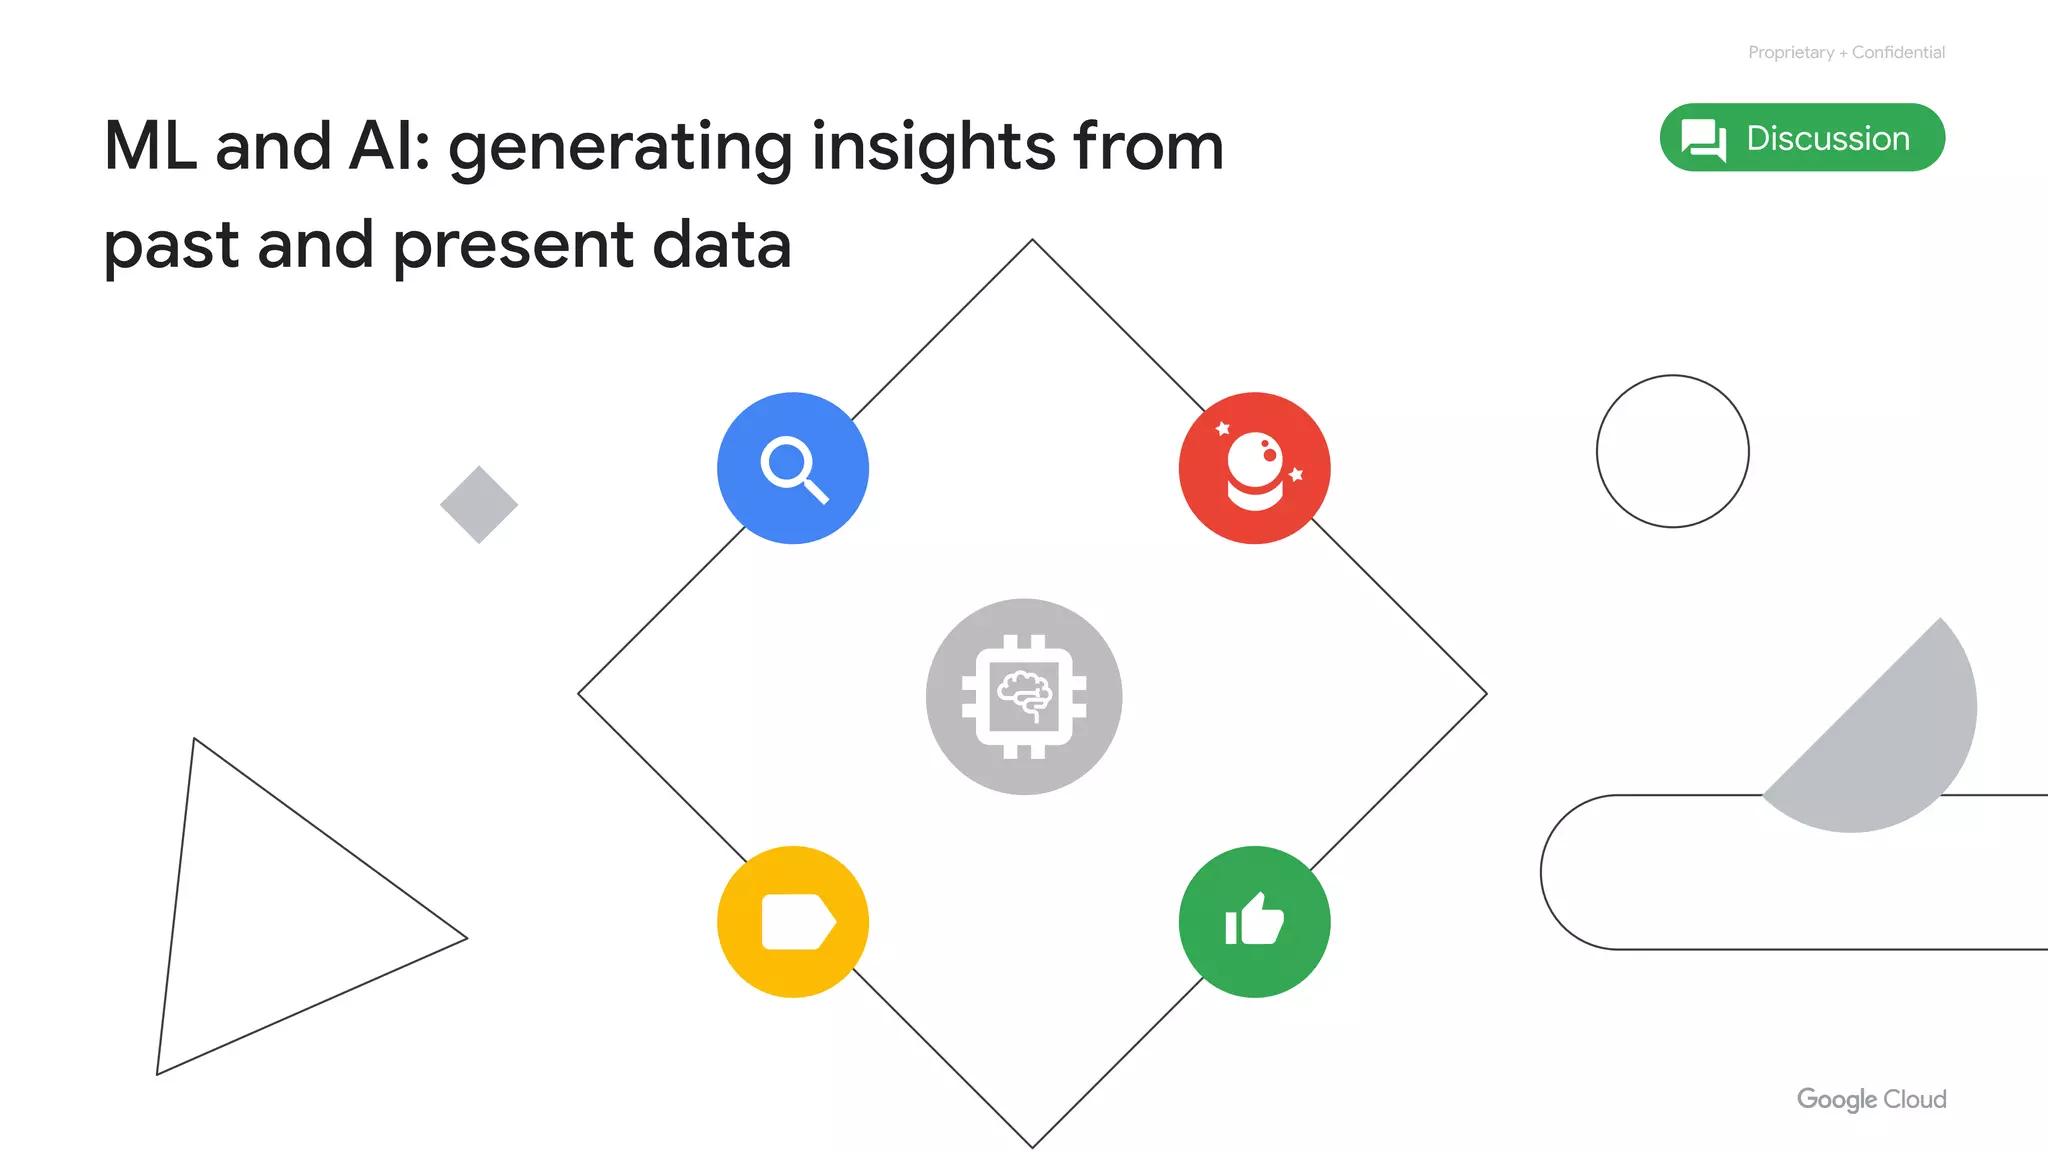 Proprietary + Confidential
ML and AI: generating insights from
past and present data
Discussion
Google Cloud